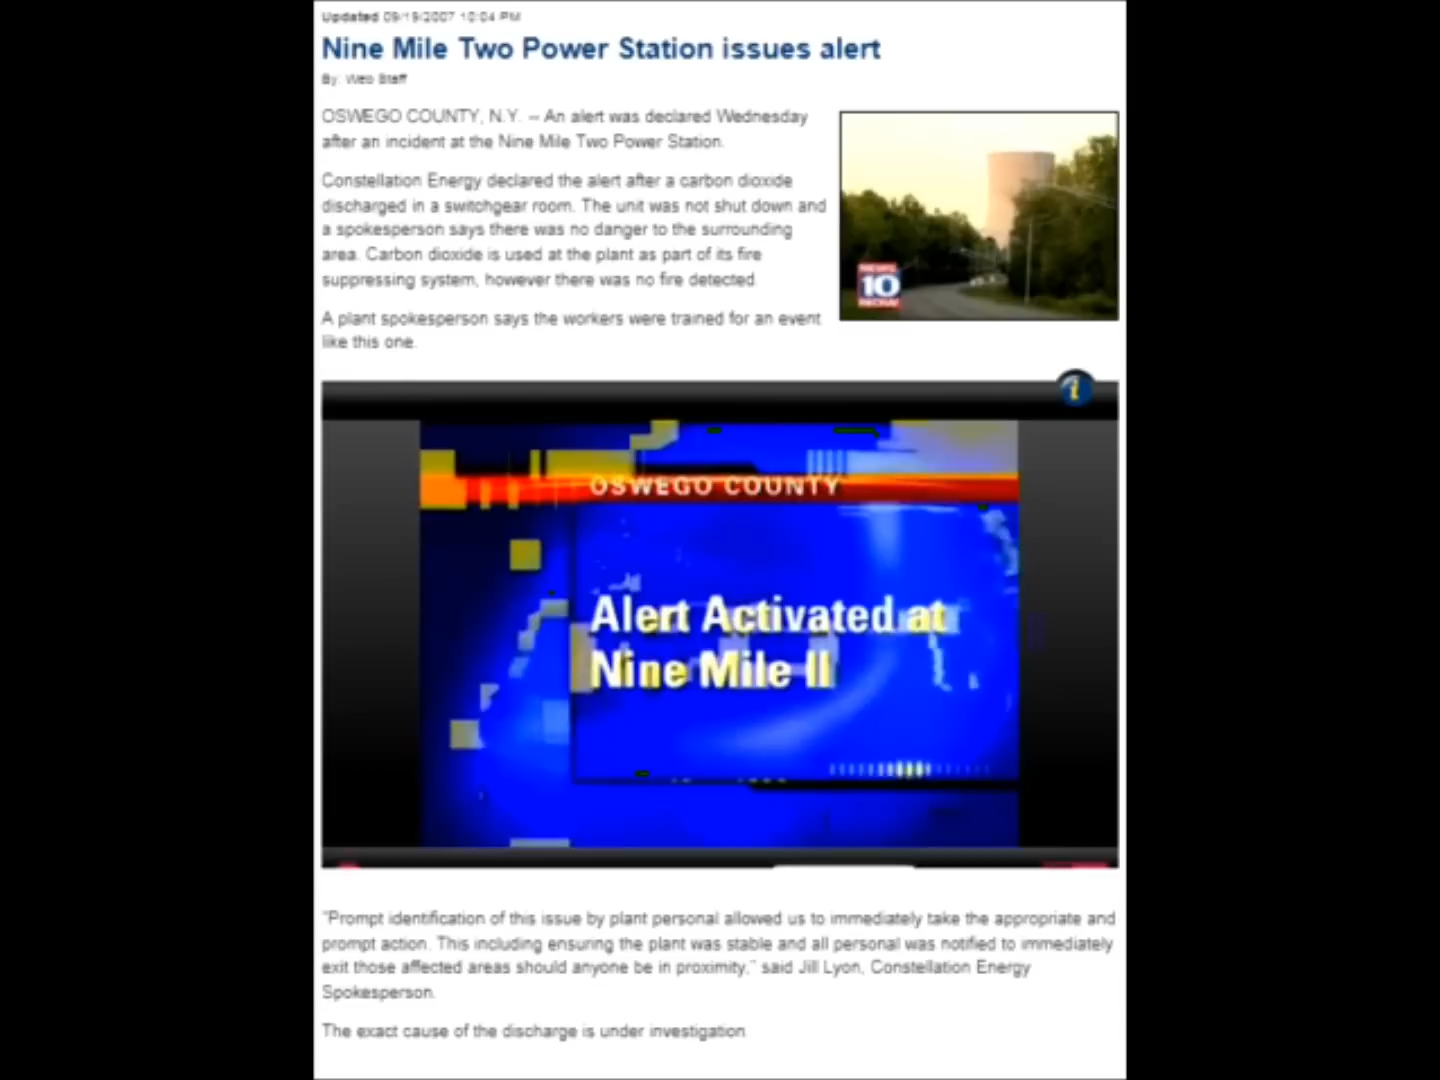 Updated 09/19/2007 10:04 PM
Nine Mile Two Power Station issues alert
By: Web Staff
OSWEGO COUNTY, N.Y. -- An alert was declared Wednesday
after an incident at the Nine Mile Two Power Station.
Constellation Energy declared the alert after a carbon dioxide
discharged in a switchgear room. The unit was not shut down and
a spokesperson says there was no danger to the surrounding
area. Carbon dioxide is used at the plant as part of its fire
suppressing system, however there was no fire detected.
A plant spokesperson says the workers were trained for an event
like this one.
10
i
OSWEGO COUNTY
Alert Activated at
Nine Mile II
"Prompt identification of this issue by plant personal allowed us to immediately take the appropriate and
prompt action. This including ensuring the plant was stable and all personal was notified to immediately
exit those affected areas should anyone be in proximity," said Jill Lyon, Constellation Energy
Spokesperson.
The exact cause of the discharge is under investigation